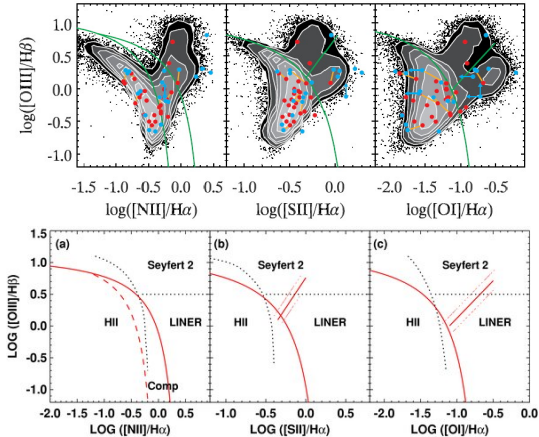 1.0
0.5
0.0
-0.5
-1.0
log([OIII]/Hβ)
-1.5 -1.0 -0.5 0.0 0.5
-1.0 -0.5 0.0
-2.0 -1.5 -1.0 -0.5
log([NII]/Hα) log([SII]/Hα) log([OI]/Hα)
1.5
1.0
0.5
0.0
-0.5
-1.0
LOG ([OIII]/Hβ)
(a) (b) (c)
Seyfert 2 Seyfert 2 Seyfert 2
HII LINER HII LINER HII LINER
Comp
-2.0 -1.5 -1.0 -0.5 0.0 0.5
-1.0 -0.5 0.0 0.5
-2.0 -1.5 -1.0 -0.5 0.0
LOG ([NII]/Hα) LOG ([SII]/Hα) LOG ([OI]/Hα)